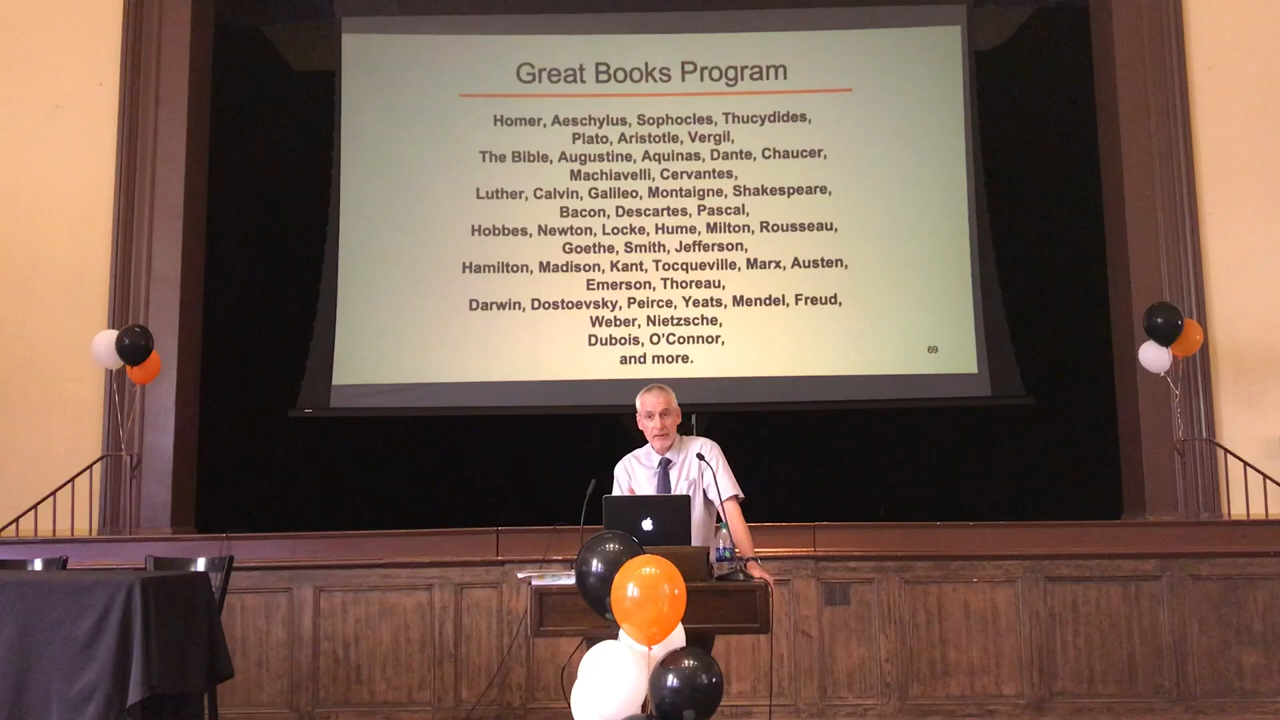 Great Books Program
Homer, Aeschylus, Sophocles, Thucydides,
Plato, Aristotle, Vergil,
The Bible, Augustine, Aquinas, Dante, Chaucer,
Machiavelli, Cervantes,
Luther, Calvin, Galileo, Montaigne, Shakespeare,
Bacon, Descartes, Pascal,
Hobbes, Newton, Locke, Hume, Milton, Rousseau,
Goethe, Smith, Jefferson,
Hamilton, Madison, Kant, Tocqueville, Marx, Austen,
Emerson, Thoreau,
Darwin, Dostoevsky, Peirce, Yeats, Mendel, Freud,
Weber, Nietzsche,
Dubois, O'Connor,
and more.
69